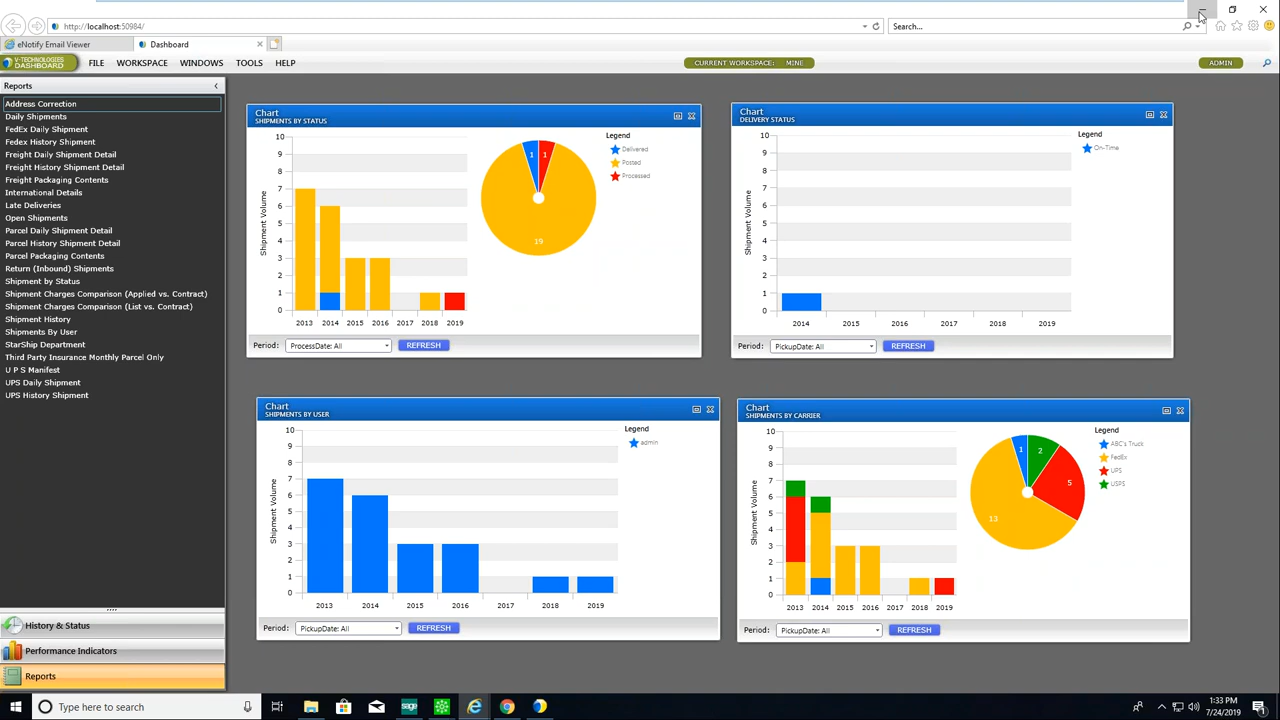 http://localhost:50984/
Search...
eNotify Email Viewer
Dashboard
V-TECHNOLOGIES
DASHBOARD
FILE
WORKSPACE
WINDOWS
TOOLS
HELP
CURRENT WORKSPACE: MINE
ADMIN
Reports
Address Correction
Daily Shipments
FedEx Daily Shipment
Fedex History Shipment
Freight Daily Shipment Detail
Freight History Shipment Detail
Freight Packaging Contents
International Details
Late Deliveries
Open Shipments
Parcel Daily Shipment Detail
Parcel History Shipment Detail
Parcel Packaging Contents
Return (Inbound) Shipments
Shipment by Status
Shipment Charges Comparison (Applied vs. Contract)
Shipment Charges Comparison (List vs. Contract)
Shipment History
Shipments By User
StarShip Department
Third Party Insurance Monthly Parcel Only
U P S Manifest
UPS Daily Shipment
UPS History Shipment
History & Status
Performance Indicators
Reports
Chart
SHIPMENTS BY STATUS
Shipment Volume
10
9
8
7
6
5
4
3
2
1
0
2013 2014 2015 2016 2017 2018 2019
1 1
19
Legend
Delivered
Posted
Processed
Period: ProcessDate: All REFRESH
Chart
DELIVERY STATUS
Shipment Volume
10
9
8
7
6
5
4
3
2
1
0
2014 2015 2016 2017 2018 2019
Legend
On-Time
Period: PickupDate: All REFRESH
Chart
SHIPMENTS BY USER
Shipment Volume
10
9
8
7
6
5
4
3
2
1
0
2013 2014 2015 2016 2017 2018 2019
Legend
admin
Period: PickupDate: All REFRESH
Chart
SHIPMENTS BY CARRIER
Shipment Volume
10
9
8
7
6
5
4
3
2
1
0
2013 2014 2015 2016 2017 2018 2019
1 2
5
13
Legend
ABC's Truck
FedEx
UPS
USPS
Period: PickupDate: All REFRESH
Type here to search
sage
1:33 PM
7/24/2019
1